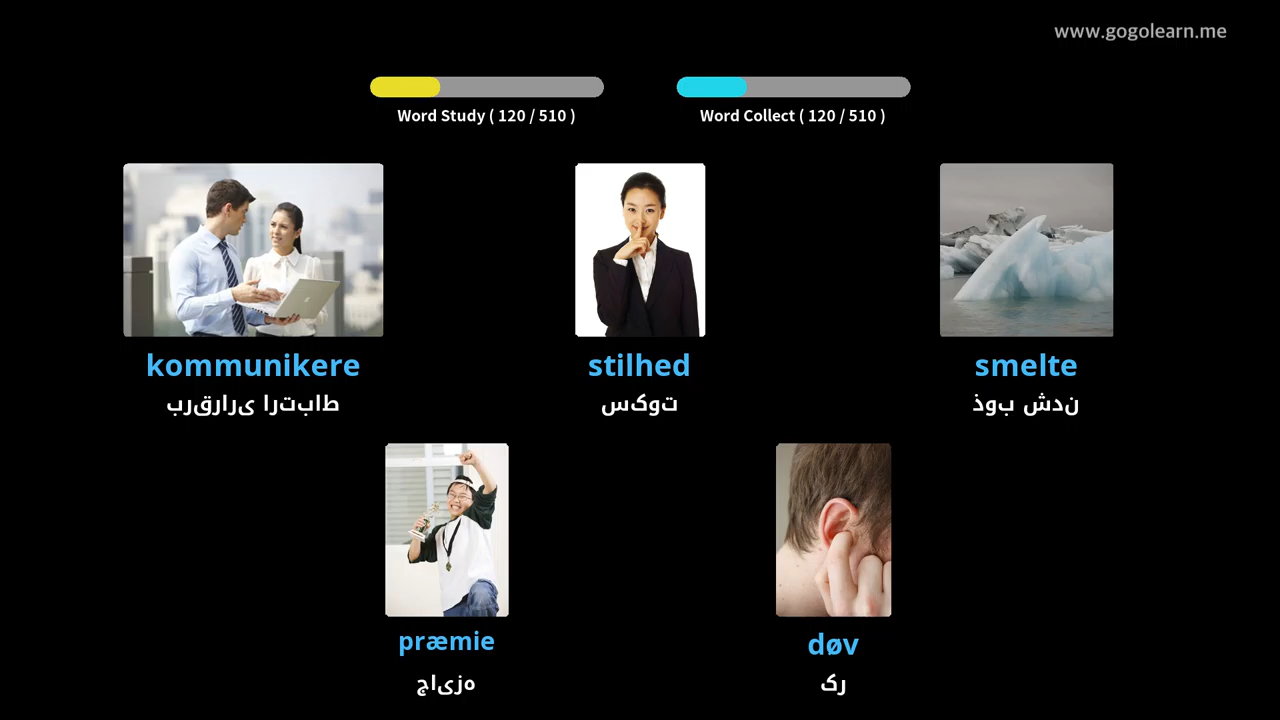 www.gogolearn.me
Word Study ( 120 / 510 )
Word Collect ( 120 / 510 )
kommunikere
طابترا یرارقرب
stilhed
توکس
smelte
ندش بوذ
præmie
هزیاج
døv
رک